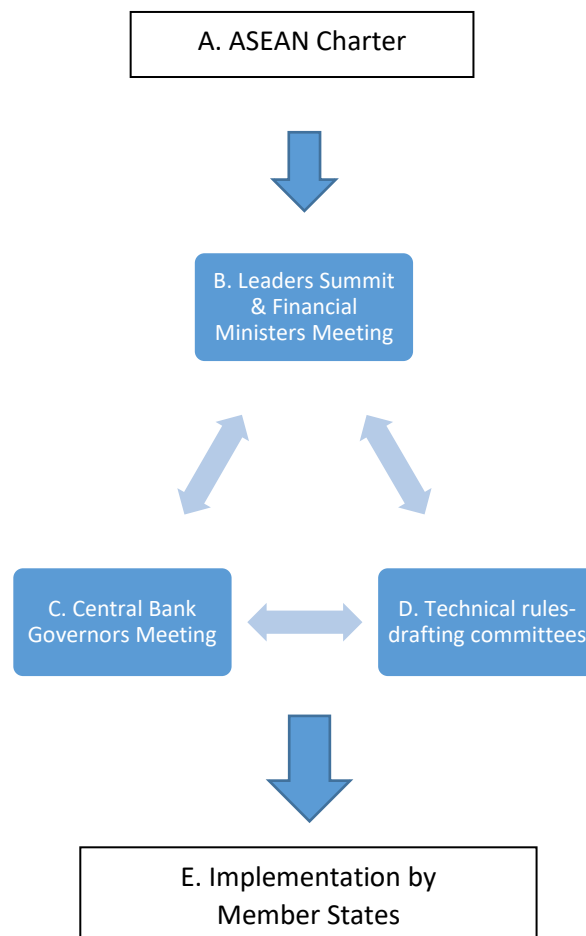 A. ASEAN Charter
B. Leaders Summit
& Financial
Ministers Meeting
C. Central Bank
Governors Meeting
D. Technical rules-
drafting committees
E. Implementation by
Member States